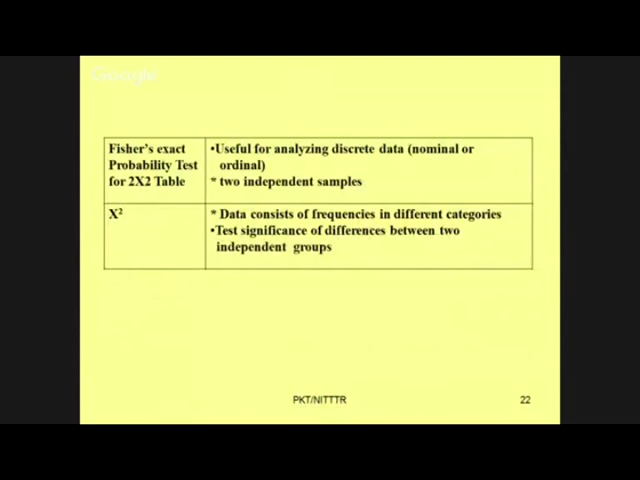 Google
Fisher's exact
Probability Test
for 2X2 Table
•Useful for analyzing discrete data (nominal or
ordinal)
* two independent samples
X²
* Data consists of frequencies in different categories
•Test significance of differences between two
independent groups
PKT/NITTTR
22